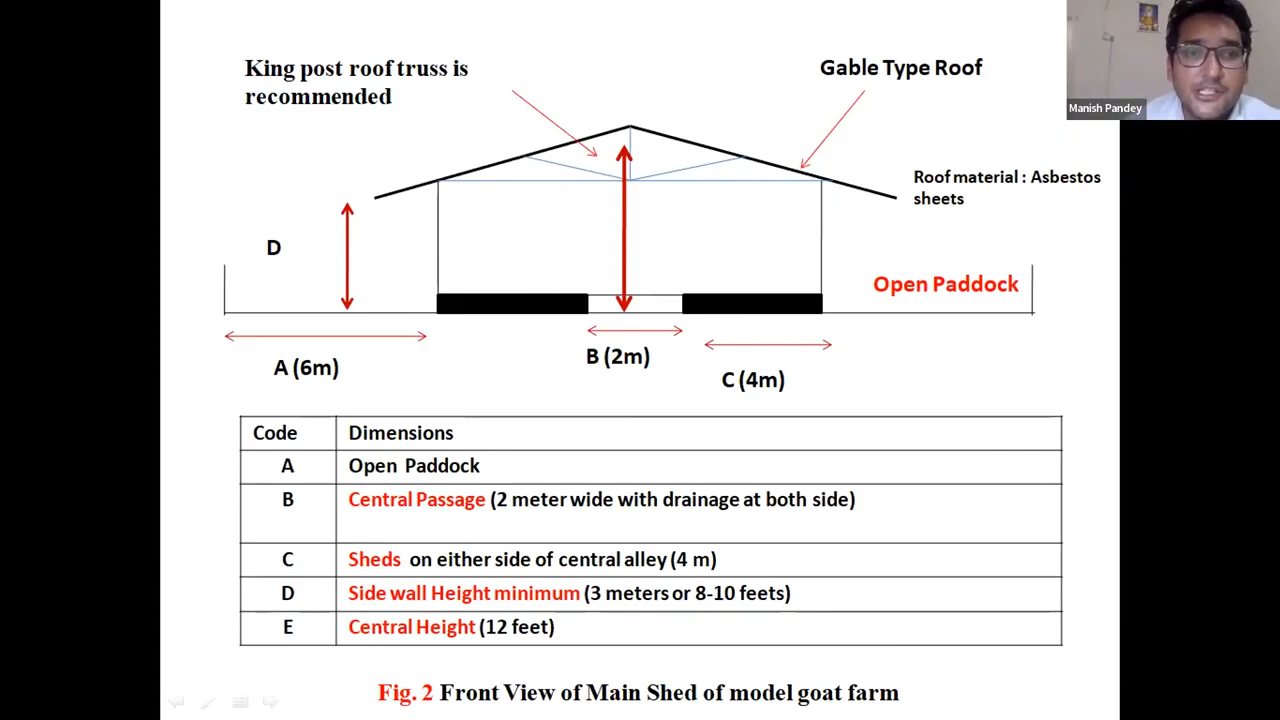 King post roof truss is
recommended
Gable Type Roof
Manish Pandey
Roof material : Asbestos
sheets
D
Open Paddock
A (6m)
B (2m)
C (4m)
Code Dimensions
A Open Paddock
B Central Passage (2 meter wide with drainage at both side)
C Sheds on either side of central alley (4 m)
D Side wall Height minimum (3 meters or 8-10 feets)
E Central Height (12 feet)
Fig. 2 Front View of Main Shed of model goat farm